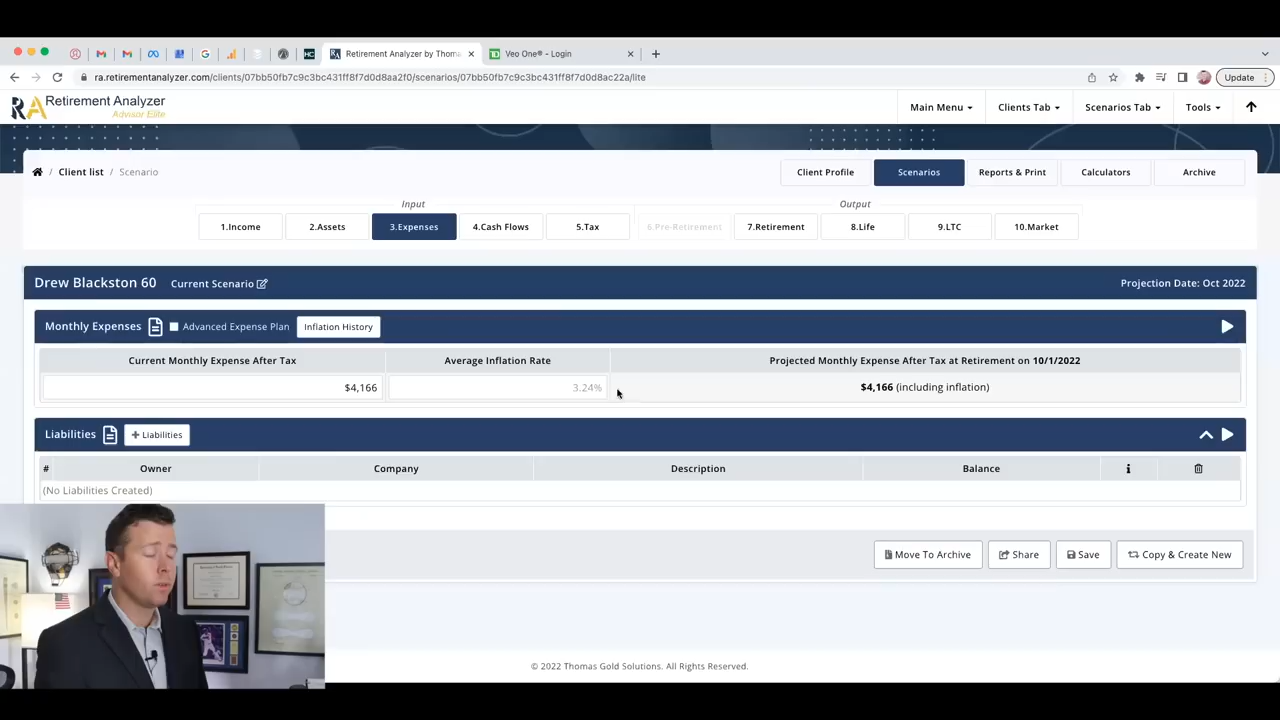 Retirement Analyzer by Thoma
Veo One® - Login
ra.retirementanalyzer.com/clients/07bb50fb7c9c3bc431ff8f7d0d8aa2f0/scenarios/07bb50fb7c9c3bc431ff8f7d0d8ac22a/lite
Update
RA Retirement Analyzer
Advisor Elite
Main Menu
Clients Tab
Scenarios Tab
Tools
/ Client list / Scenario
Client Profile
Scenarios
Reports & Print
Calculators
Archive
Input
Output
1.Income
2.Assets
3.Expenses
4.Cash Flows
5.Tax
6.Pre-Retirement
7.Retirement
8.Life
9.LTC
10.Market
Drew Blackston 60
Current Scenario
Projection Date: Oct 2022
Monthly Expenses
Advanced Expense Plan
Inflation History
Current Monthly Expense After Tax
Average Inflation Rate
Projected Monthly Expense After Tax at Retirement on 10/1/2022
$4,166
3.24%
$4,166 (including inflation)
Liabilities
+ Liabilities
#
Owner
Company
Description
Balance
(No Liabilities Created)
Move To Archive
Share
Save
Copy & Create New
© 2022 Thomas Gold Solutions. All Rights Reserved.